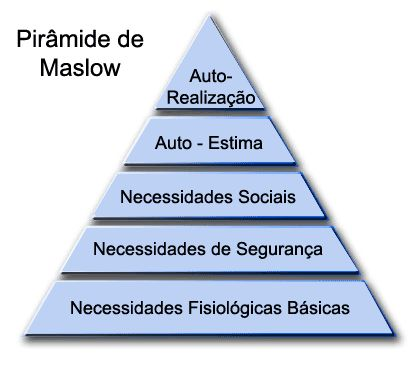 Pirâmide de
Maslow
Auto-
Realização
Auto - Estima
Necessidades Sociais
Necessidades de Segurança
Necessidades Fisiológicas Básicas